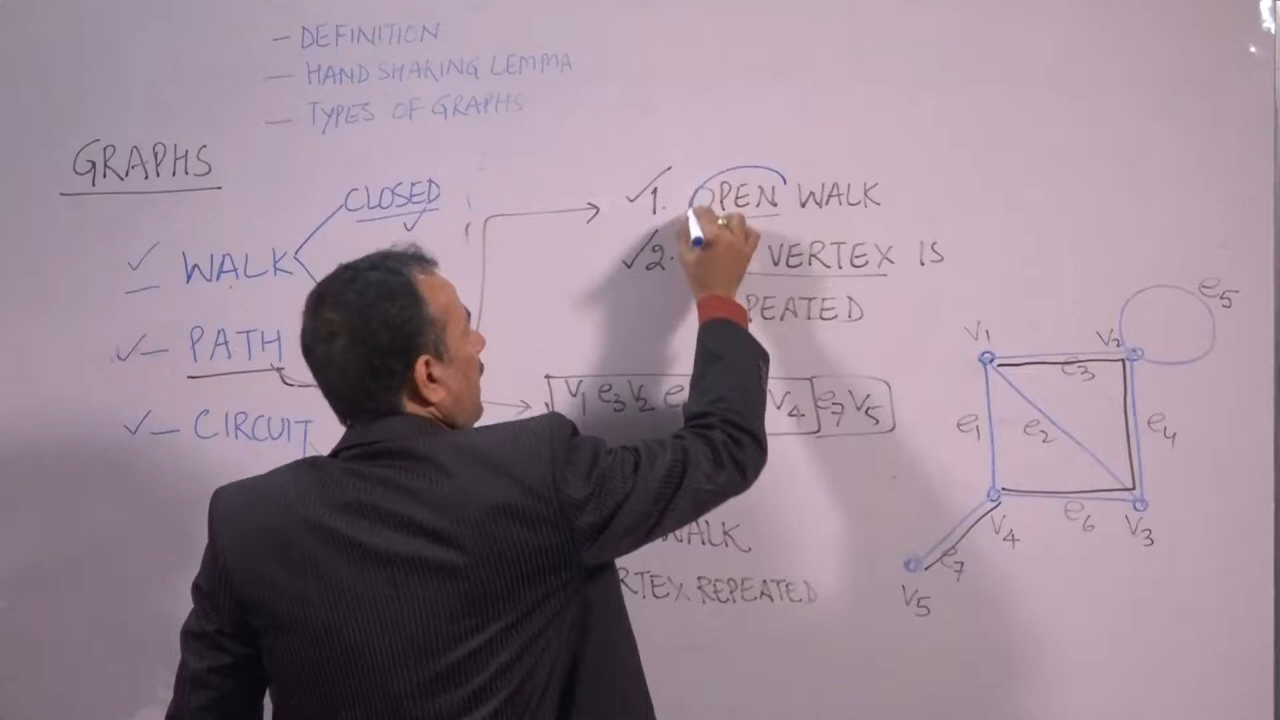 - DEFINITION
- HAND SHAKING LEMMA
- TYPES OF GRAPHS
GRAPHS
CLOSED
WALK
- PATH
- CIRCUIT
1. OPEN WALK
2. VERTEX IS
PEATED
V1 e3 V2 V4 e7 V5
WALK
RTEX REPEATED
V1
V2
e5
e3
e1
e2
e4
e6
V4
V3
e7
V5